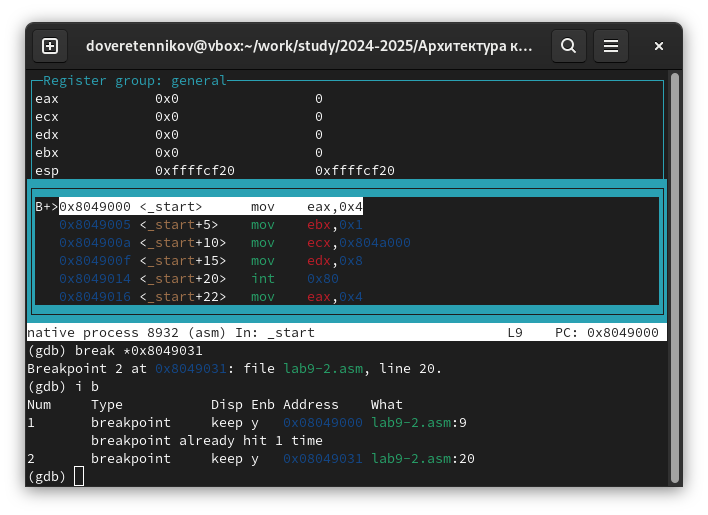 doveretennikov@vbox:~/work/study/2024-2025/Архитектура к...
Register group: general
eax 0x0 0
ecx 0x0 0
edx 0x0 0
ebx 0x0 0
esp 0xffffcf20 0xffffcf20
B+>0x8049000 <_start> mov eax,0x4
0x8049005 <_start+5> mov ebx,0x1
0x804900a <_start+10> mov ecx,0x804a000
0x804900f <_start+15> mov edx,0x8
0x8049014 <_start+20> int 0x80
0x8049016 <_start+22> mov eax,0x4
native process 8932 (asm) In: _start L9 PC: 0x8049000
(gdb) break *0x8049031
Breakpoint 2 at 0x8049031: file lab9-2.asm, line 20.
(gdb) i b
Num Type Disp Enb Address What
1 breakpoint keep y 0x08049000 lab9-2.asm:9
breakpoint already hit 1 time
2 breakpoint keep y 0x08049031 lab9-2.asm:20
(gdb)